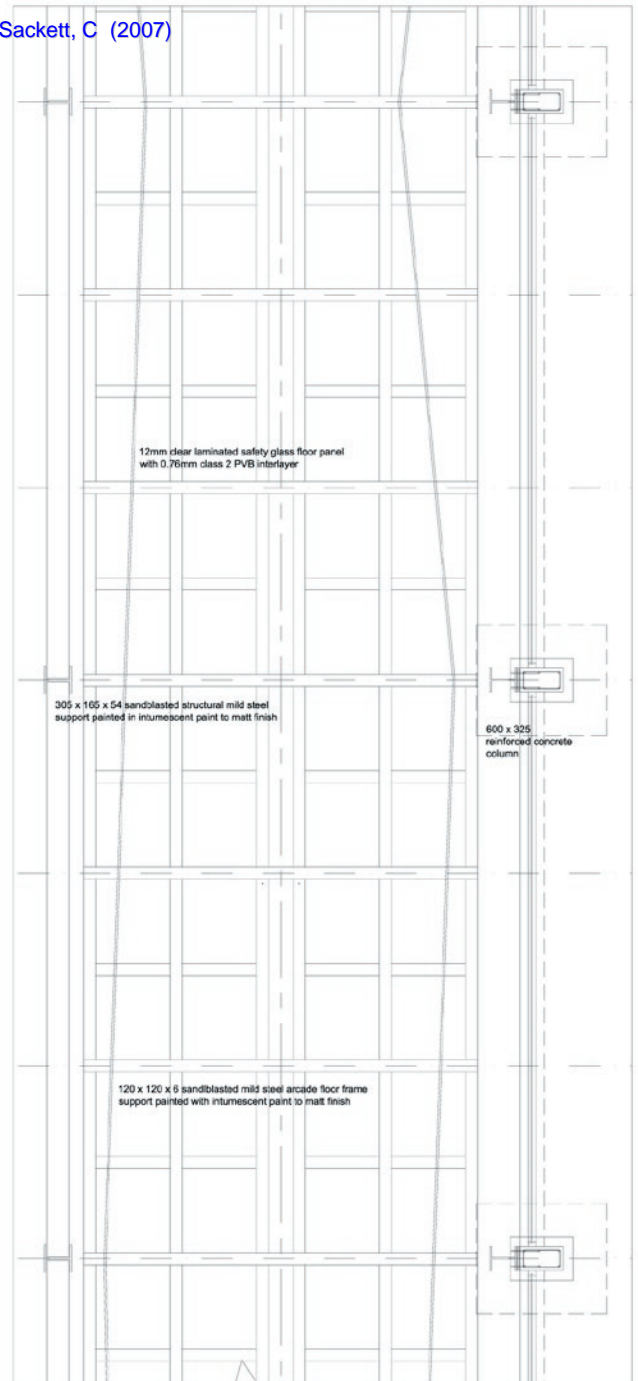 Sackett, C (2007)
12mm clear laminated safety glass floor panel
with 0.76mm class 2 PVB interlayer
305 x 165 x 54 sandblasted structural mild steel
support painted in intumescent paint to matt finish
600 x 325
reinforced concrete
column
120 x 120 x 6 sandblasted mild steel arcade floor frame
support painted with intumescent paint to matt finish